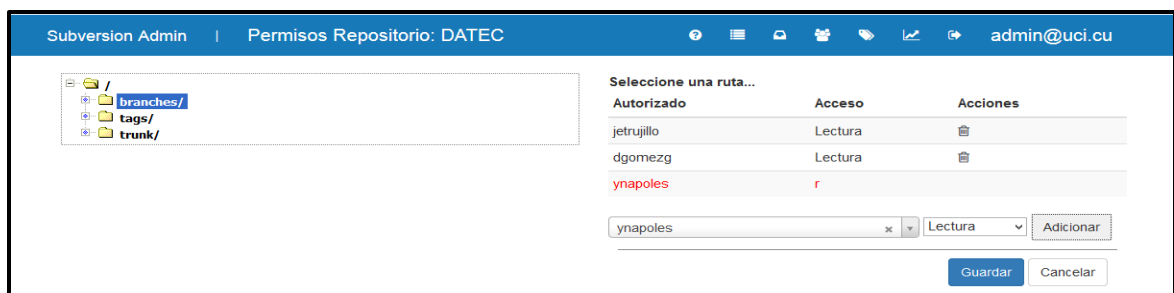 Subversion Admin | Permisos Repositorio: DATEC admin@uci.cu
/
branches/
tags/
trunk/
Seleccione una ruta...
Autorizado Acceso Acciones
jetrujillo Lectura
dgomezg Lectura
ynapoles r
ynapoles Lectura Adicionar
Guardar Cancelar